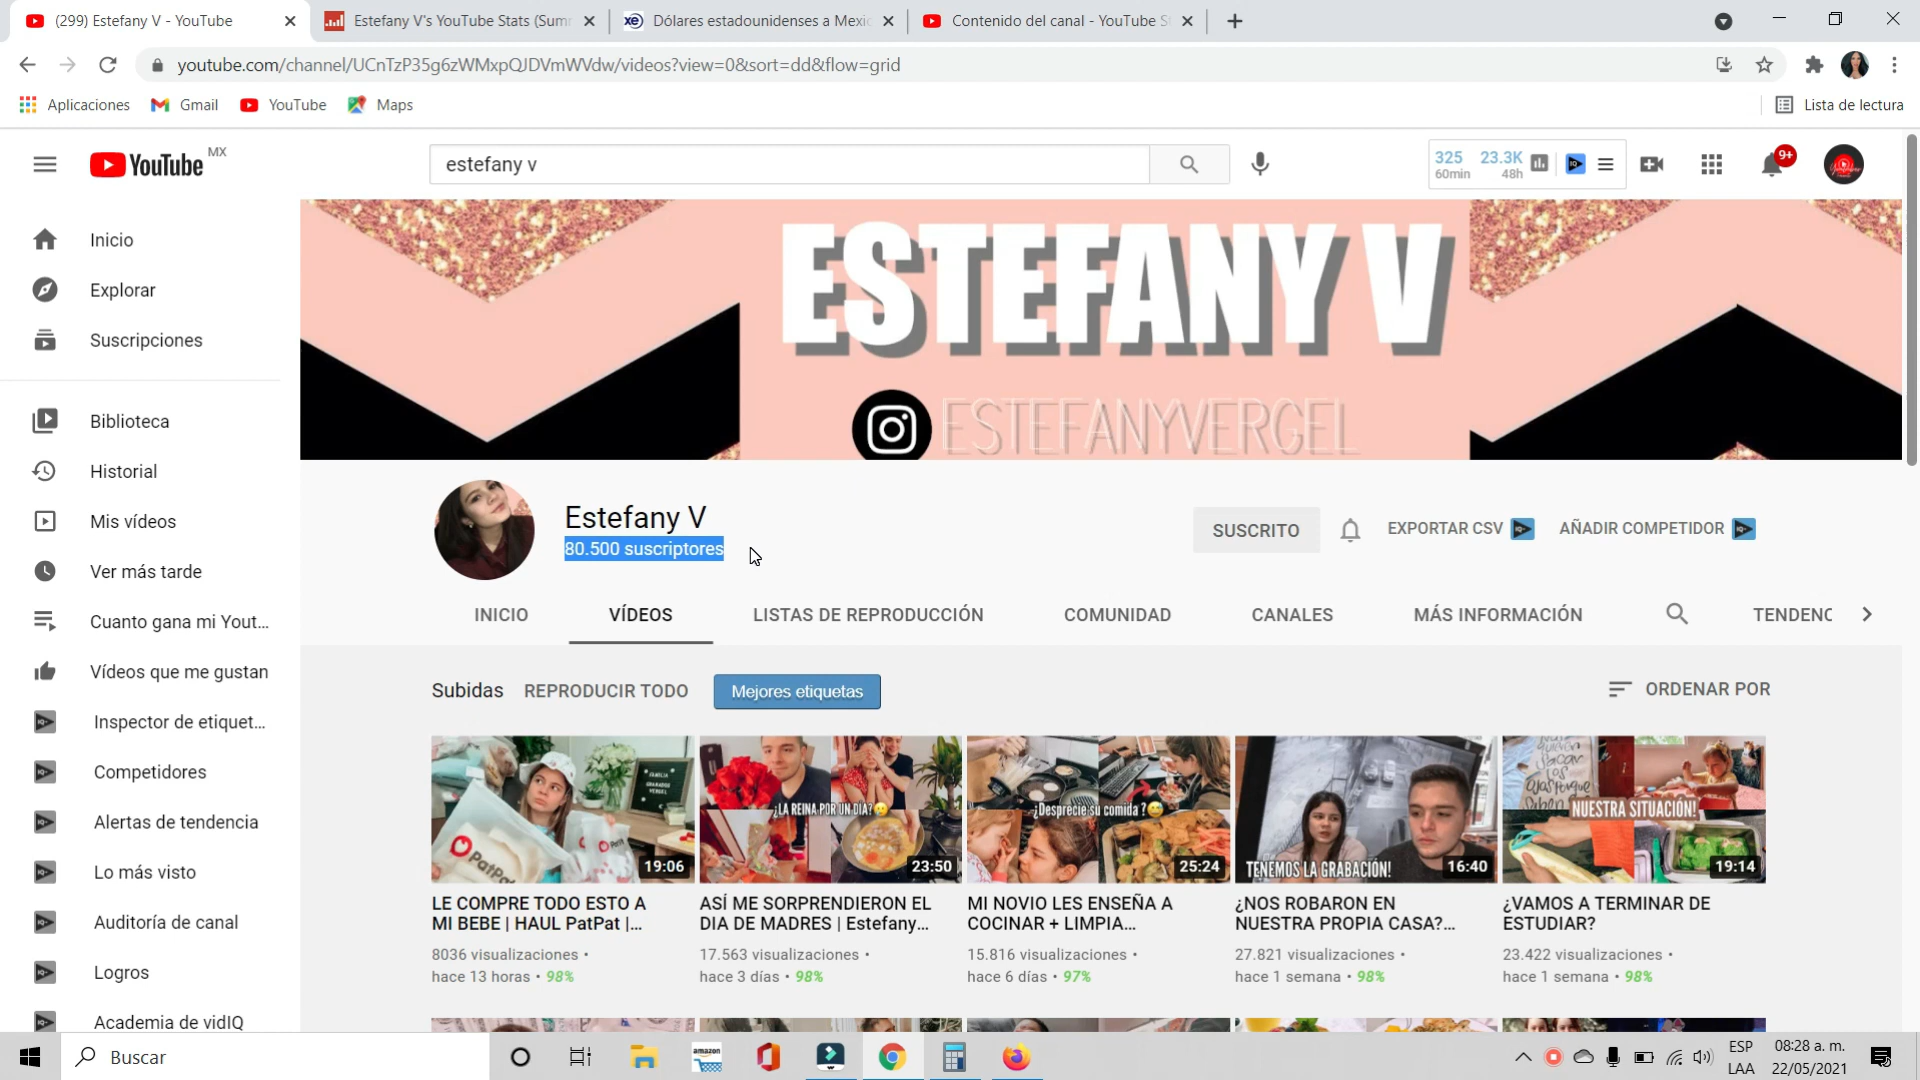 (299) Estefany V - YouTube
Estefany V's YouTube Stats (Sum
Dólares estadounidenses a Mexic
Contenido del canal - YouTube S
youtube.com/channel/UCnTzP35g6zWMxpQJDVmWVdw/videos?view=0&sort=dd&flow=grid
Aplicaciones
Gmail
YouTube
Maps
Lista de lectura
YouTube MX
estefany v
325
60min
23.3K
48h
9+
Inicio
Explorar
Suscripciones
Biblioteca
Historial
Mis vídeos
Ver más tarde
Cuanto gana mi Yout...
Vídeos que me gustan
Inspector de etiquet...
Competidores
Alertas de tendencia
Lo más visto
Auditoría de canal
Logros
Academia de vidIQ
ESTEFANY V
ESTEFANYVERGEL
Estefany V
80.500 suscriptores
SUSCRITO
EXPORTAR CSV
AÑADIR COMPETIDOR
INICIO
VÍDEOS
LISTAS DE REPRODUCCIÓN
COMUNIDAD
CANALES
MÁS INFORMACIÓN
TENDENC
Subidas
REPRODUCIR TODO
Mejores etiquetas
ORDENAR POR
PatPat
19:06
LE COMPRE TODO ESTO A
MI BEBE | HAUL PatPat |...
8036 visualizaciones •
hace 13 horas • 98%
¿LA REINA POR UN DIA?
23:50
ASÍ ME SORPRENDIERON EL
DIA DE MADRES | Estefany...
17.563 visualizaciones •
hace 3 días • 98%
¿Desprecie su comida?
25:24
MI NOVIO LES ENSEÑA A
COCINAR + LIMPIA...
15.816 visualizaciones •
hace 6 días • 97%
TENEMOS LA GRABACIÓN!
16:40
¿NOS ROBARON EN
NUESTRA PROPIA CASA?...
27.821 visualizaciones •
hace 1 semana • 98%
NUESTRA SITUACIÓN!
19:14
¿VAMOS A TERMINAR DE
ESTUDIAR?
23.422 visualizaciones •
hace 1 semana • 98%
Buscar
amazon
ESP
LAA
08:28 a. m.
22/05/2021